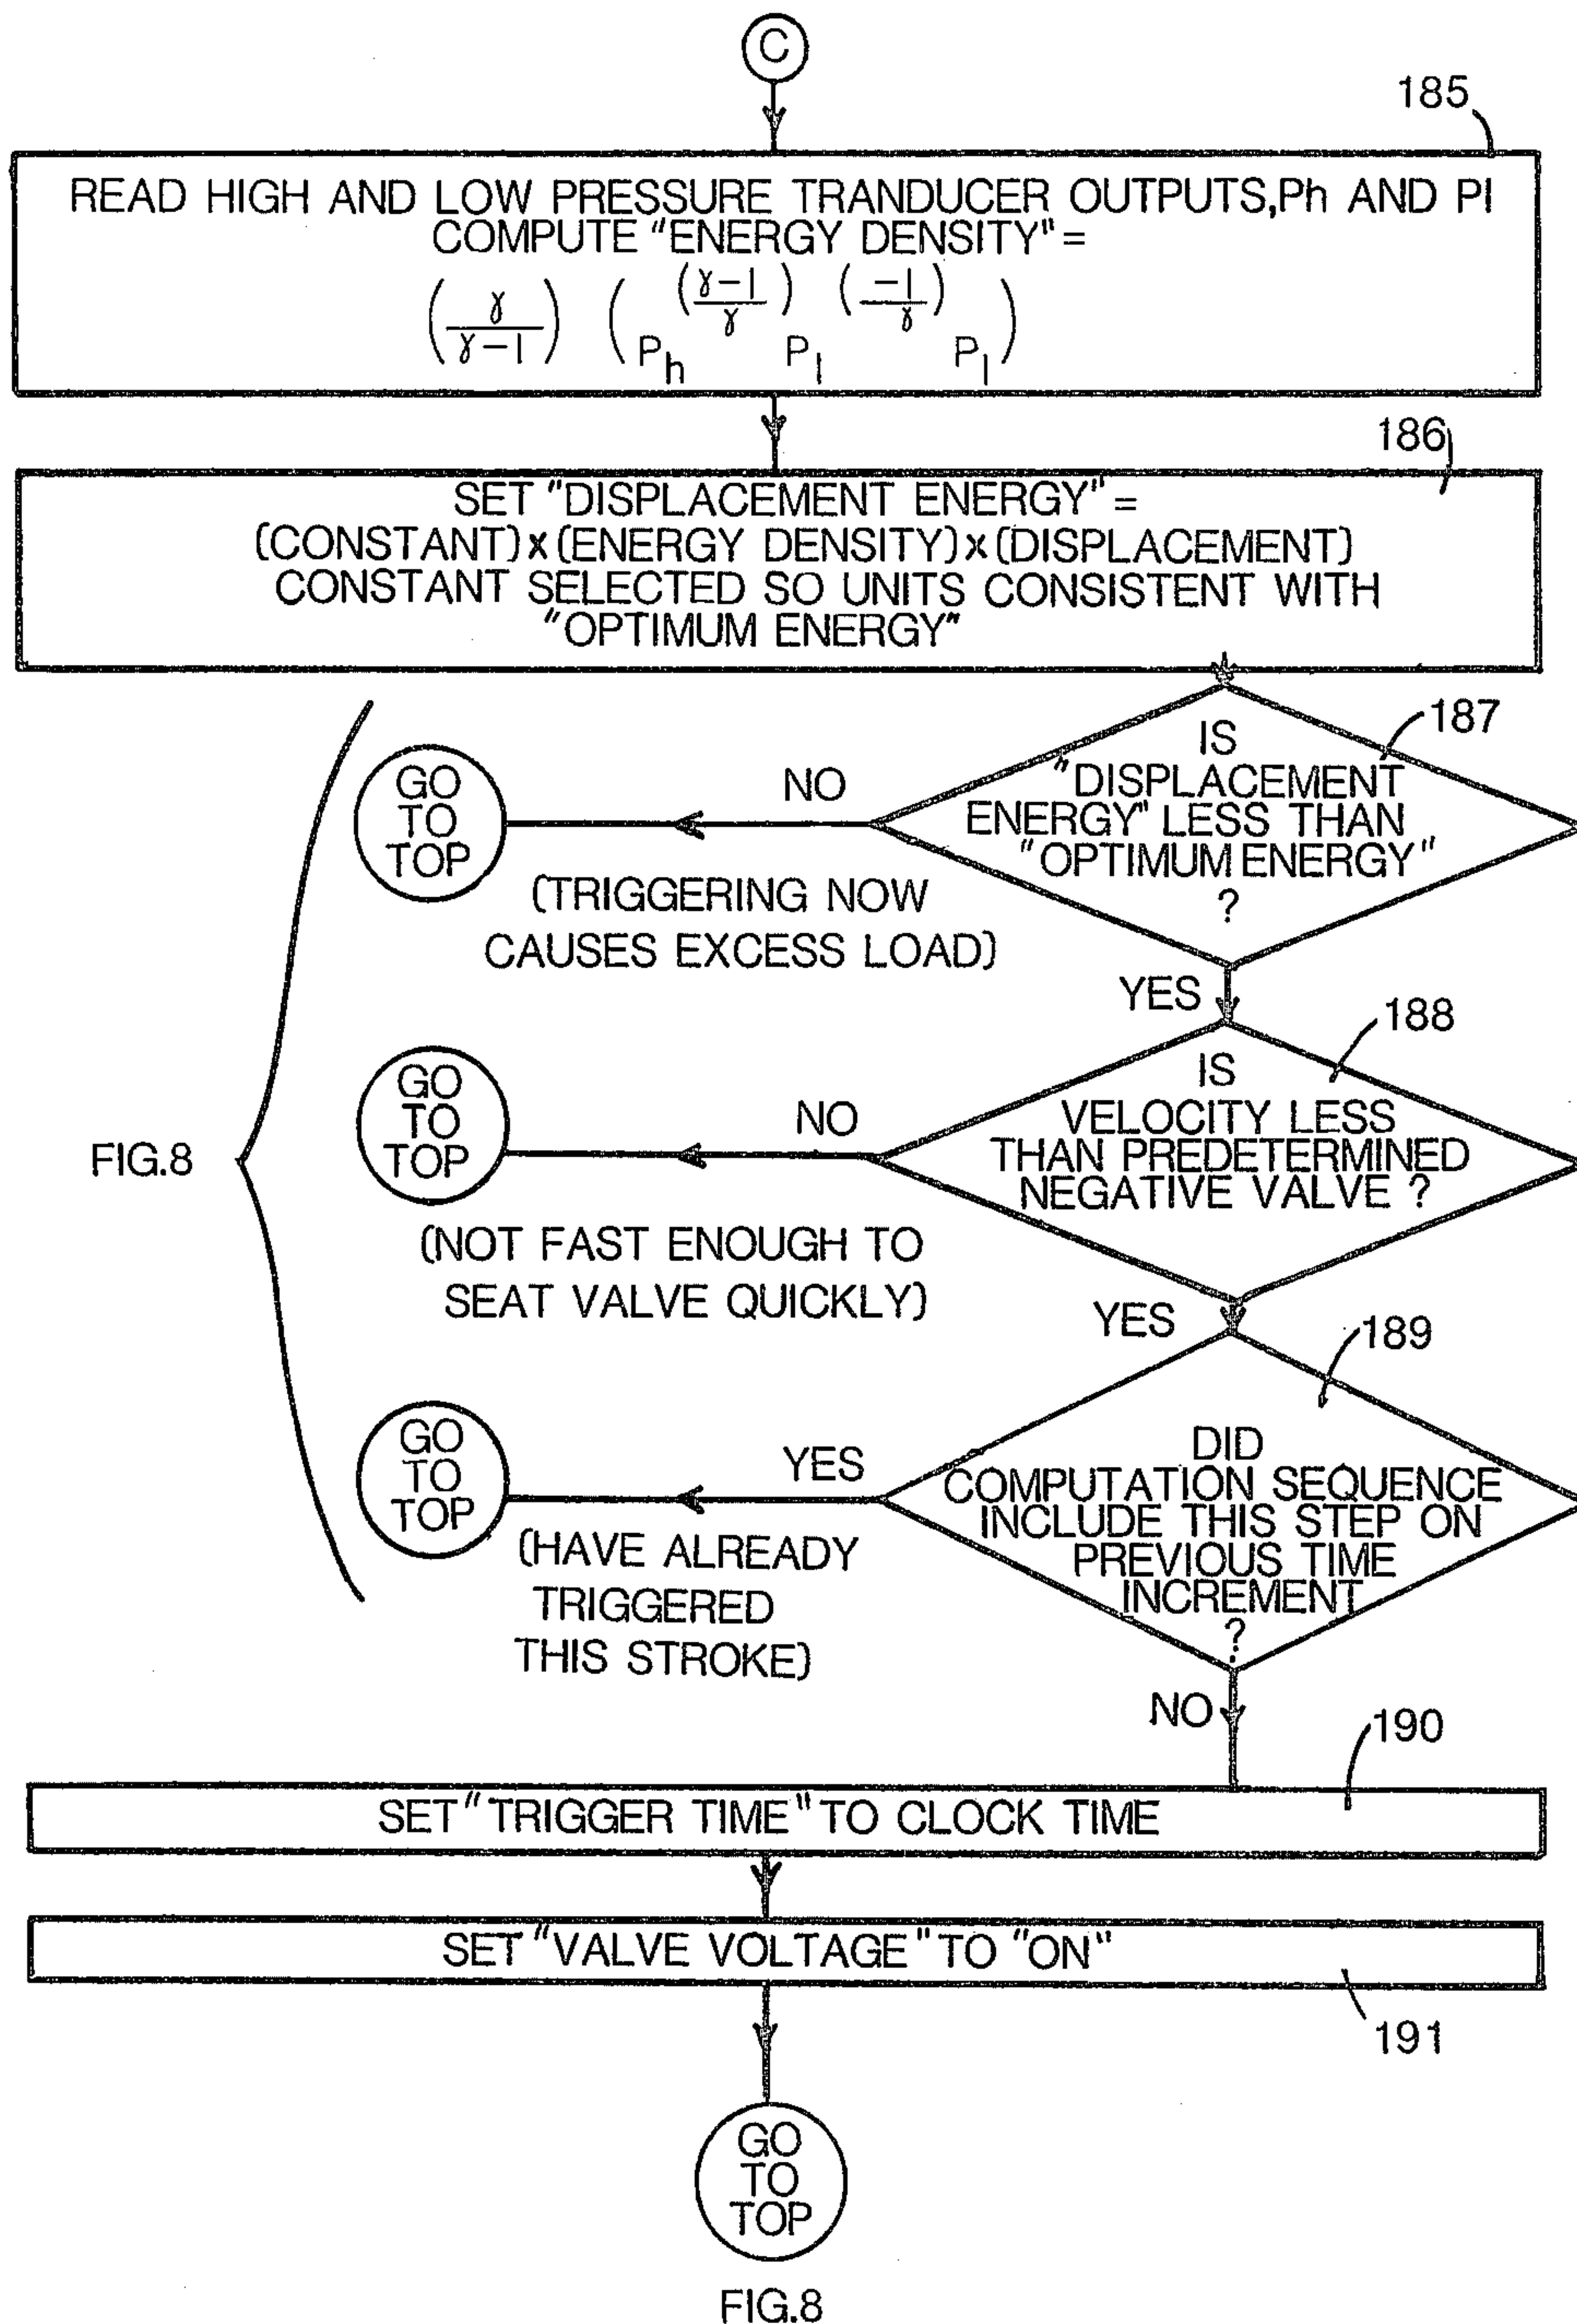 C
185
READ HIGH AND LOW PRESSURE TRANDUCER OUTPUTS,Ph AND Pl
COMPUTE "ENERGY DENSITY" =
(γ/γ-1) (P_h^(γ-1/γ) P_l^(-1/γ) P_l)
186
SET "DISPLACEMENT ENERGY" =
(CONSTANT)x(ENERGY DENSITY)x(DISPLACEMENT)
CONSTANT SELECTED SO UNITS CONSISTENT WITH
"OPTIMUM ENERGY"
187
IS
"DISPLACEMENT
ENERGY" LESS THAN
"OPTIMUM ENERGY"
?
NO
GO
TO
TOP
(TRIGGERING NOW
CAUSES EXCESS LOAD)
YES
188
IS
VELOCITY LESS
THAN PREDETERMINED
NEGATIVE VALVE ?
NO
GO
TO
TOP
(NOT FAST ENOUGH TO
SEAT VALVE QUICKLY)
FIG.8
YES
189
DID
COMPUTATION SEQUENCE
INCLUDE THIS STEP ON
PREVIOUS TIME
INCREMENT
?
YES
GO
TO
TOP
(HAVE ALREADY
TRIGGERED
THIS STROKE)
NO
190
SET "TRIGGER TIME" TO CLOCK TIME
SET "VALVE VOLTAGE" TO "ON"
191
GO
TO
TOP
FIG.8